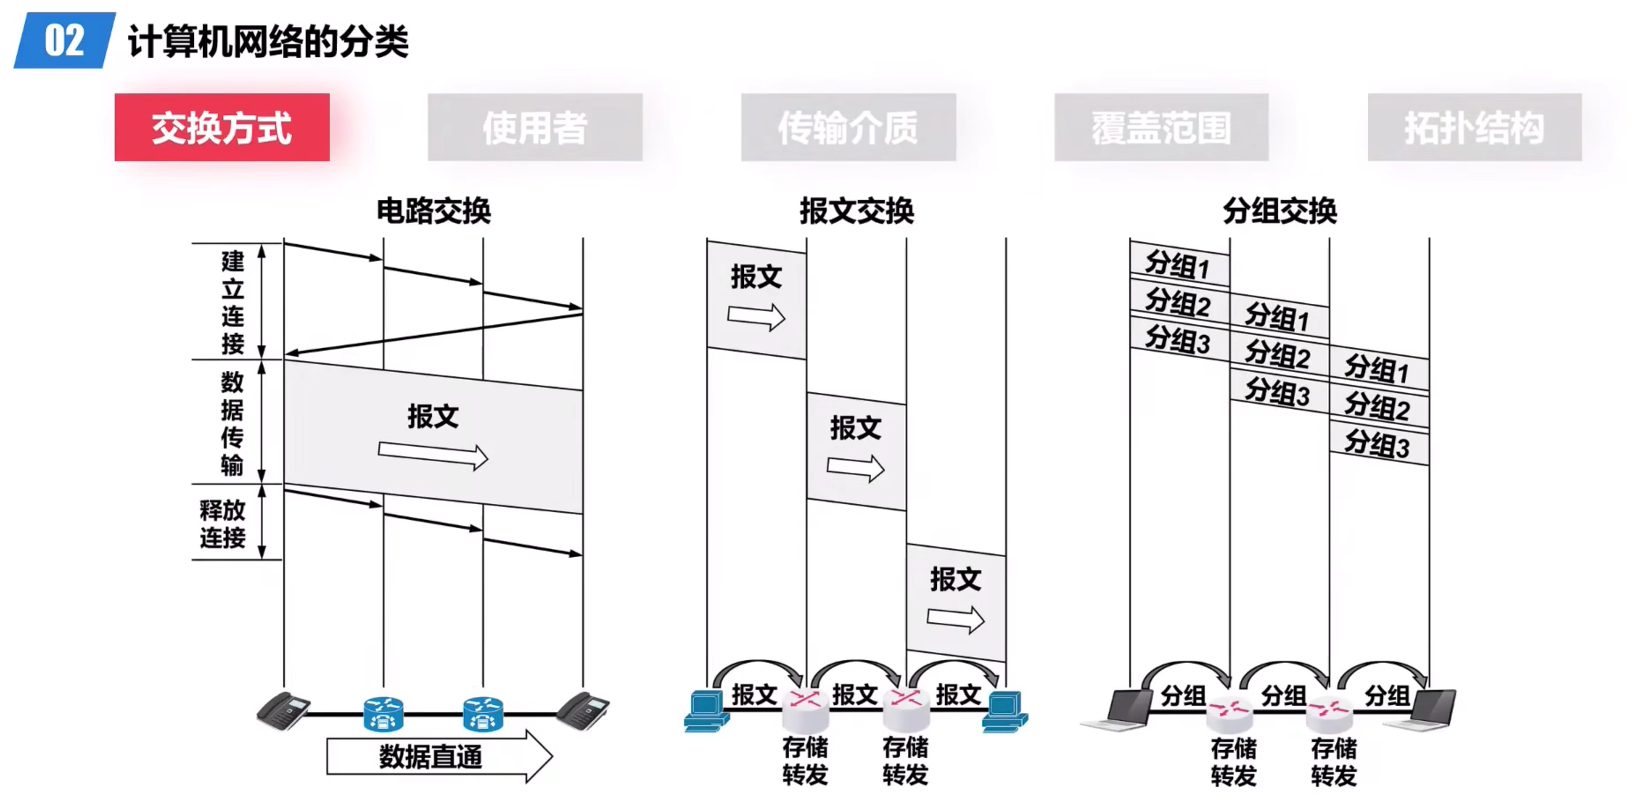 02 计算机网络的分类
交换方式 使用者 传输介质 覆盖范围 拓扑结构
电路交换
建立连接
数据传输
释放
连接
报文
数据直通
报文交换
报文
报文
报文
报文 报文 报文
存储
转发
存储
转发
分组交换
分组1
分组2
分组3
分组1
分组2
分组3
分组1
分组2
分组3
分组 分组 分组
存储
转发
存储
转发